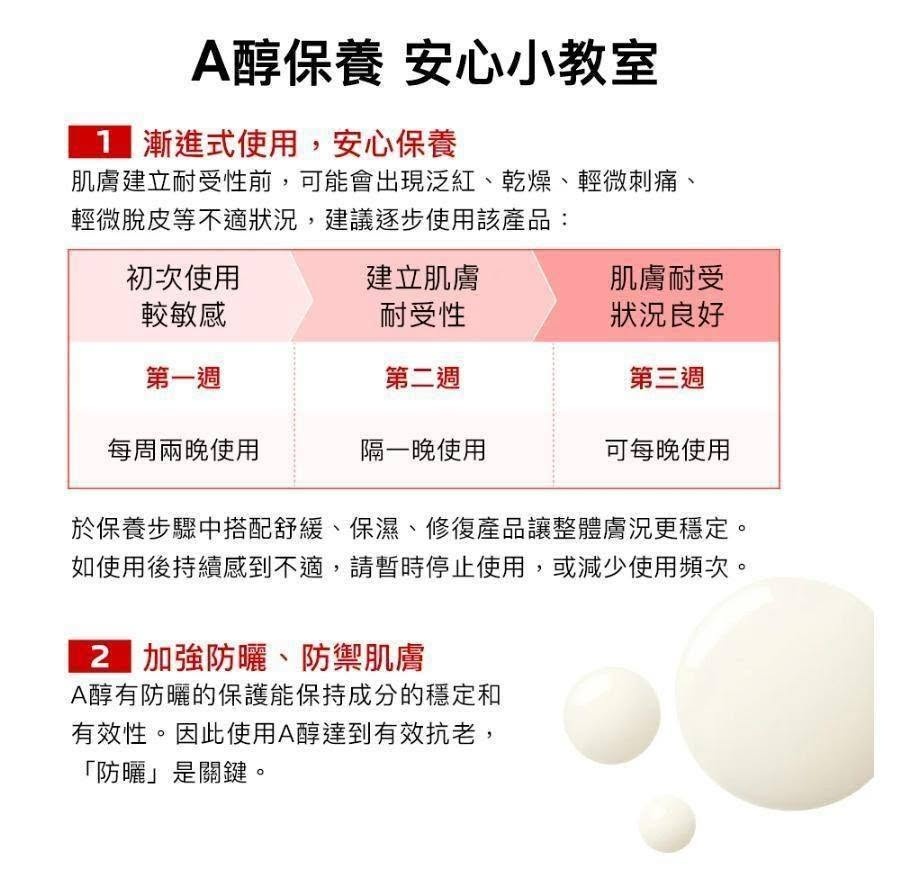 A醇保養 安心小教室
1 漸進式使用，安心保養
肌膚建立耐受性前，可能會出現泛紅、乾燥、輕微刺痛、
輕微脫皮等不適狀況，建議逐步使用該產品：
初次使用
較敏感
建立肌膚
耐受性
肌膚耐受
狀況良好
第一週
第二週
第三週
每周兩晚使用
隔一晚使用
可每晚使用
於保養步驟中搭配舒緩、保濕、修復產品讓整體膚況更穩定。
如使用後持續感到不適，請暫時停止使用，或減少使用頻次。
2 加強防曬、防禦肌膚
A醇有防曬的保護能保持成分的穩定和
有效性。因此使用A醇達到有效抗老，
「防曬」是關鍵。